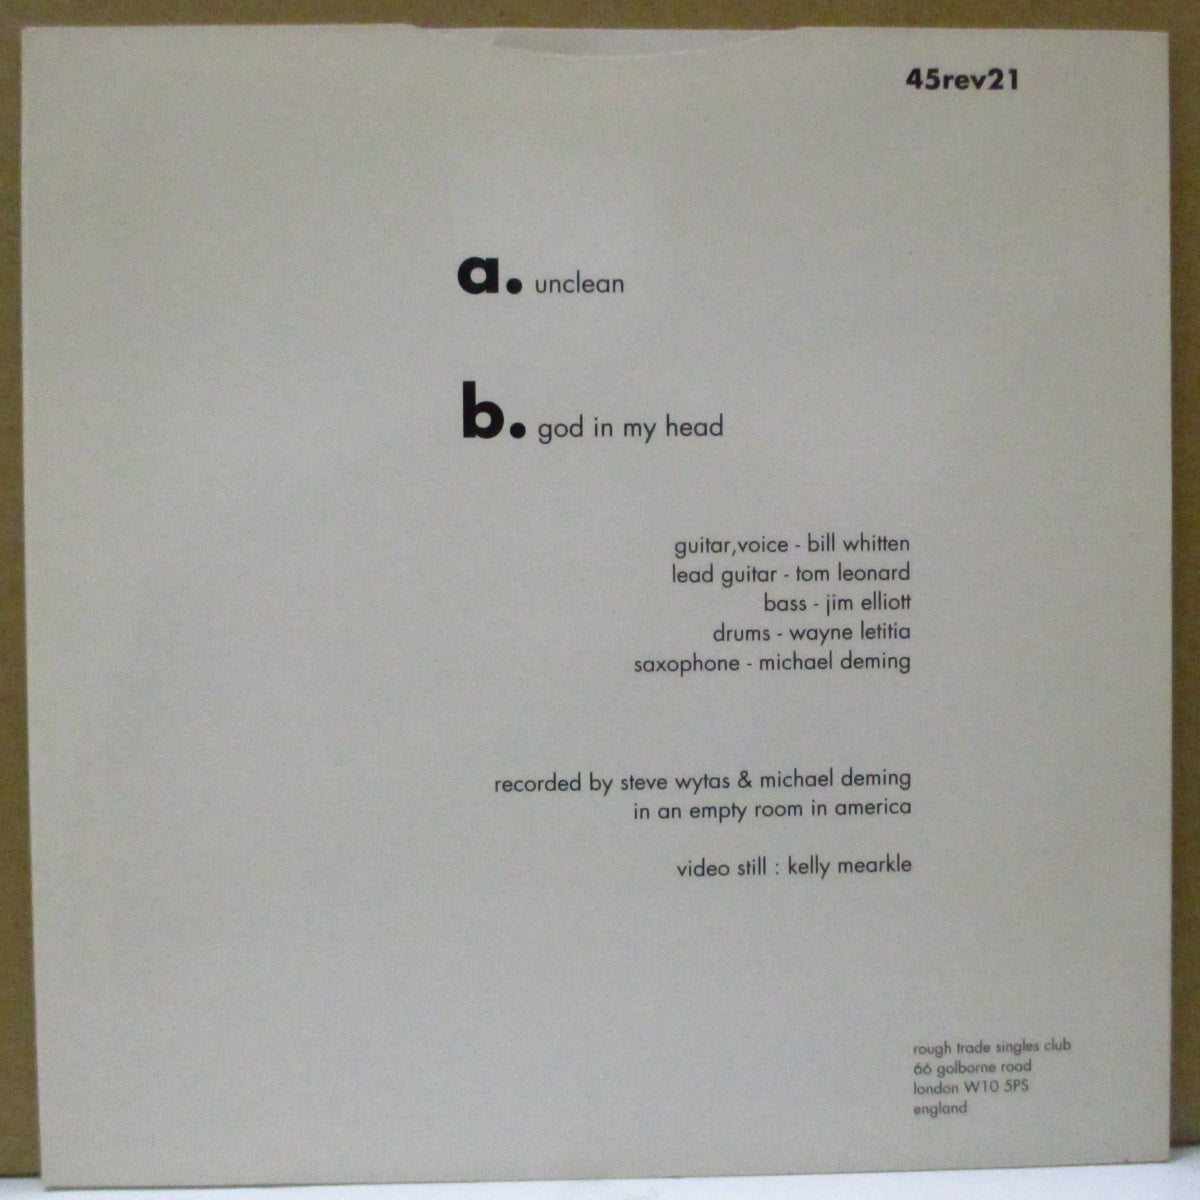 45rev21
a. unclean
b. god in my head
guitar,voice - bill whitten
lead guitar - tom leonard
bass - jim elliott
drums - wayne letitia
saxophone - michael deming
recorded by steve wytas & michael deming
in an empty room in america
video still : kelly mearkle
rough trade singles club
66 golborne road
london W10 5PS
england